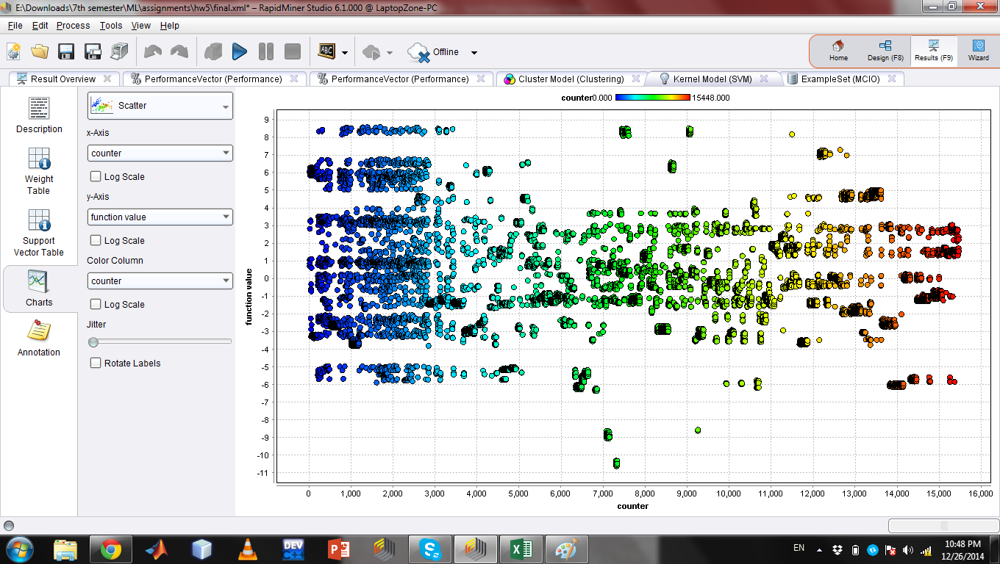 E:\Downloads\7th semester\ML\assignments\hw5\final.xml* – RapidMiner Studio 6.1.000 @ LaptopZone-PC
File Edit Process Tools View Help
ABC Offline Home Design (F8) Results (F9) Wizard
Result Overview PerformanceVector (Performance) PerformanceVector (Performance) Cluster Model (Clustering) Kernel Model (SVM) ExampleSet (MCIO)
Description
Weight
Table
Support
Vector Table
Charts
Annotation
Scatter
x-Axis
counter
Log Scale
y-Axis
function value
Log Scale
Color Column
counter
Log Scale
Jitter
Rotate Labels
counter 0.000 15448.000
function value
9
8
7
6
5
4
3
2
1
0
-1
-2
-3
-4
-5
-6
-7
-8
-9
-10
-11
0 1,000 2,000 3,000 4,000 5,000 6,000 7,000 8,000 9,000 10,000 11,000 12,000 13,000 14,000 15,000 16,000
counter
DEV
C++
EN
10:48 PM
12/26/2014